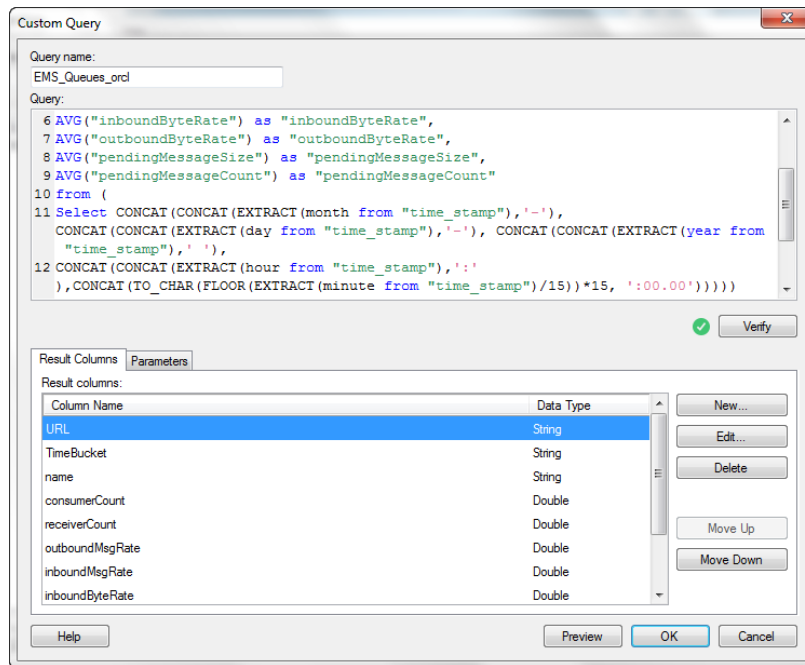 Custom Query
Query name:
EMS_Queues_orcl
Query:
6 AVG("inboundByteRate") as "inboundByteRate",
7 AVG("outboundByteRate") as "outboundByteRate",
8 AVG("pendingMessageSize") as "pendingMessageSize",
9 AVG("pendingMessageCount") as "pendingMessageCount"
10 from (
11 Select CONCAT(CONCAT(EXTRACT(month from "time_stamp"),'-'),
CONCAT(CONCAT(EXTRACT(day from "time_stamp"),'-'), CONCAT(CONCAT(EXTRACT(year from
"time_stamp"),' '),
12 CONCAT(CONCAT(EXTRACT(hour from "time_stamp"),':'
),CONCAT(TO_CHAR(FLOOR(EXTRACT(minute from "time_stamp")/15))*15, ':00.00')))))
Verify
Result Columns Parameters
Result columns:
Column Name Data Type
URL String
TimeBucket String
name String
consumerCount Double
receiverCount Double
outboundMsgRate Double
inboundMsgRate Double
inboundByteRate Double
New...
Edit...
Delete
Move Up
Move Down
Help Preview OK Cancel